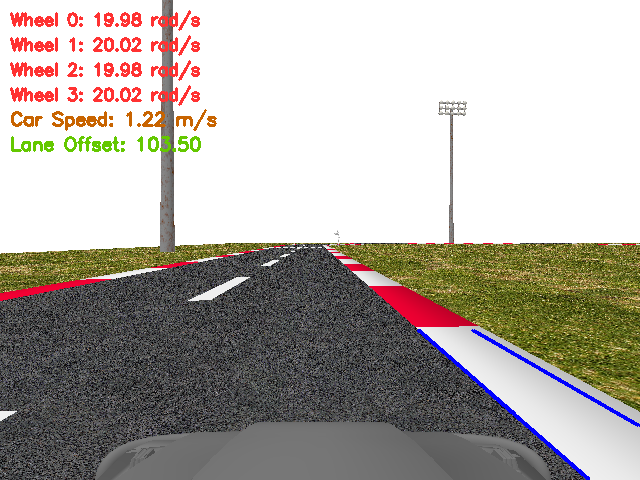 Wheel 0: 19.98 rad/s
Wheel 1: 20.02 rad/s
Wheel 2: 19.98 rad/s
Wheel 3: 20.02 rad/s
Car Speed: 1.22 m/s
Lane Offset: 103.50